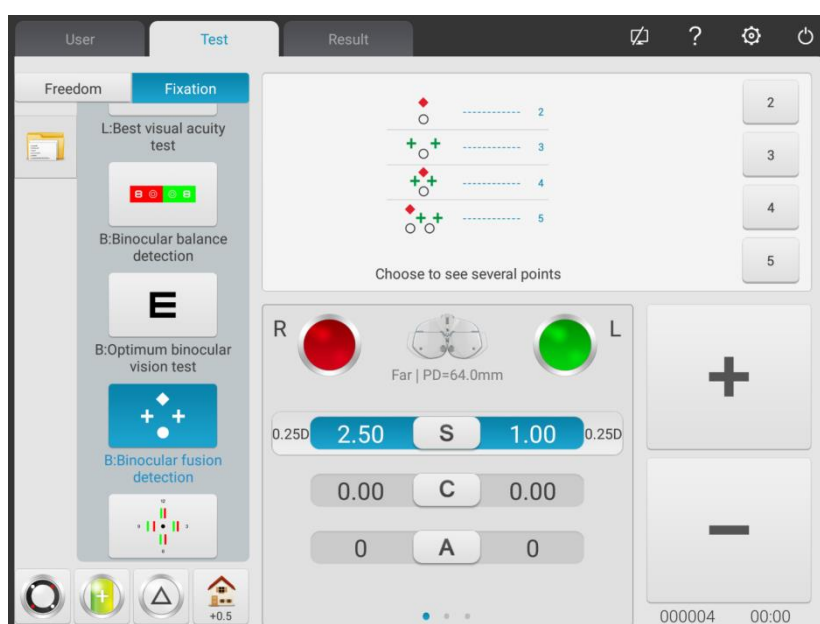 User
Test
Result
?
Freedom
Fixation
L:Best visual acuity
test
B:Binocular balance
detection
E
B:Optimum binocular
vision test
B:Binocular fusion
detection
+0.5
2
3
4
5
Choose to see several points
2
3
4
5
R
L
Far | PD=64.0mm
0.25D
2.50
S
1.00
0.25D
0.00
C
0.00
0
A
0
+
−
000004
00:00